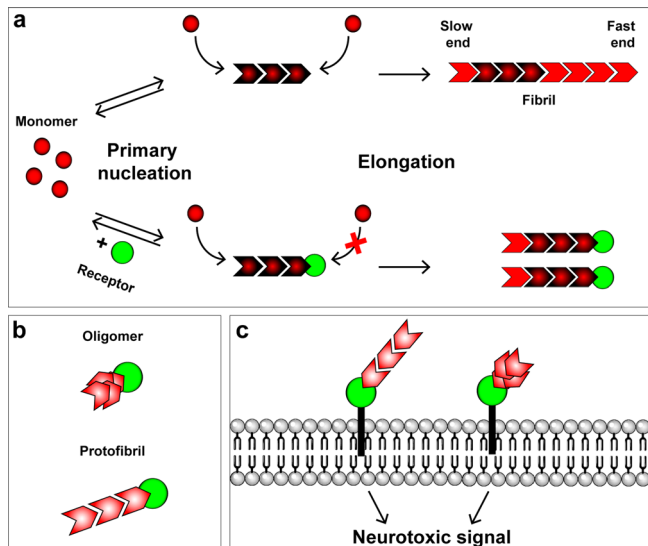 a
Slow
end
Fast
end
Fibril
Monomer
Primary
nucleation
Elongation
+
Receptor
b
Oligomer
Protofibril
c
Neurotoxic signal